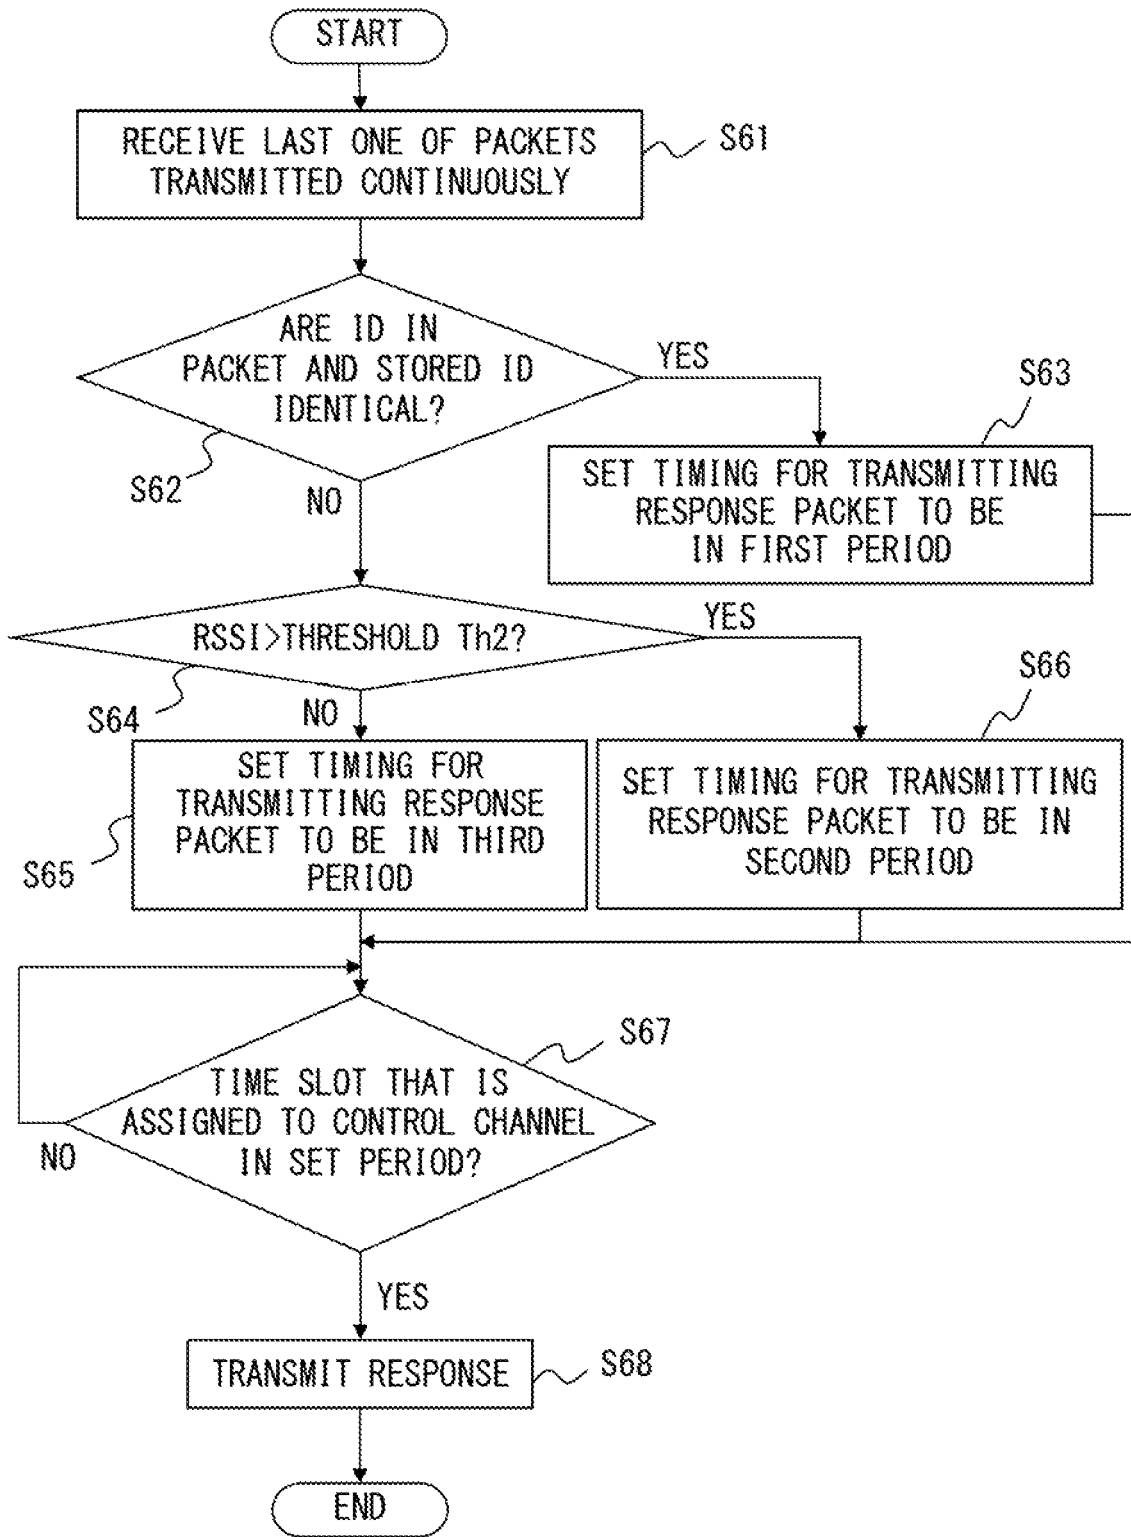 START
RECEIVE LAST ONE OF PACKETS
TRANSMITTED CONTINUOUSLY
S61
ARE ID IN
PACKET AND STORED ID
IDENTICAL?
YES
S62
NO
S63
SET TIMING FOR TRANSMITTING
RESPONSE PACKET TO BE
IN FIRST PERIOD
RSSI>THRESHOLD Th2?
YES
S64
NO
S66
SET TIMING FOR
TRANSMITTING RESPONSE
PACKET TO BE IN THIRD
PERIOD
S65
SET TIMING FOR TRANSMITTING
RESPONSE PACKET TO BE IN
SECOND PERIOD
S67
TIME SLOT THAT IS
ASSIGNED TO CONTROL CHANNEL
IN SET PERIOD?
NO
YES
TRANSMIT RESPONSE
S68
END